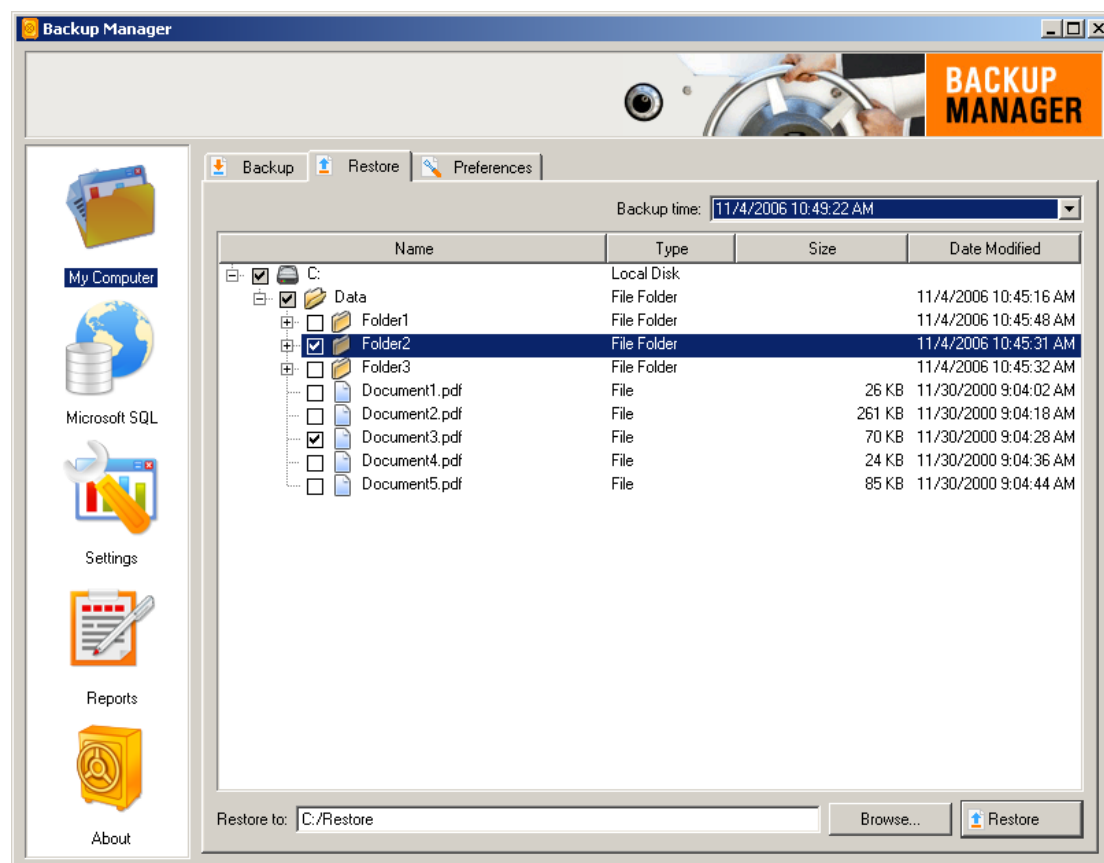 Backup Manager
BACKUP
MANAGER
My Computer
Microsoft SQL
Settings
Reports
About
Backup Restore Preferences
Backup time: 11/4/2006 10:49:22 AM
Name Type Size Date Modified
C: Local Disk
Data File Folder 11/4/2006 10:45:16 AM
Folder1 File Folder 11/4/2006 10:45:48 AM
Folder2 File Folder 11/4/2006 10:45:31 AM
Folder3 File Folder 11/4/2006 10:45:32 AM
Document1.pdf File 26 KB 11/30/2000 9:04:02 AM
Document2.pdf File 261 KB 11/30/2000 9:04:18 AM
Document3.pdf File 70 KB 11/30/2000 9:04:28 AM
Document4.pdf File 24 KB 11/30/2000 9:04:36 AM
Document5.pdf File 85 KB 11/30/2000 9:04:44 AM
Restore to: C:/Restore Browse... Restore